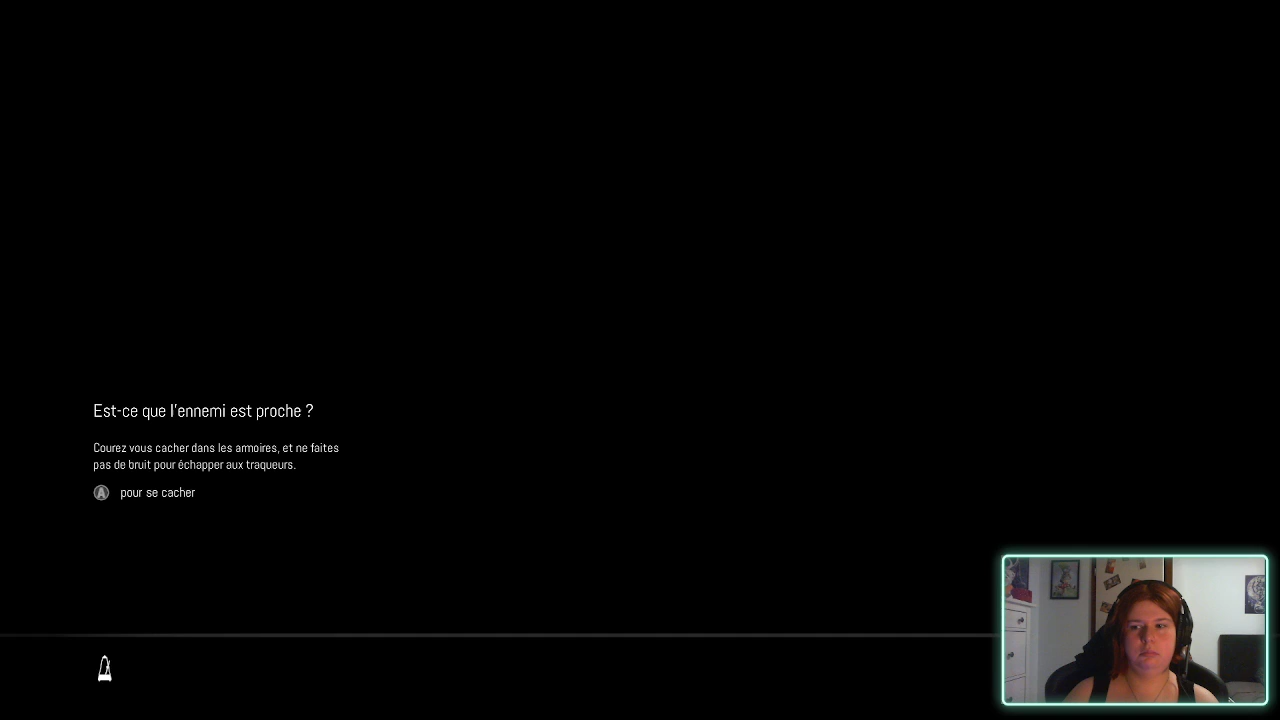 Est-ce que l'ennemi est proche ?
Courez vous cacher dans les armoires, et ne faites
pas de bruit pour échapper aux traqueurs.
A pour se cacher